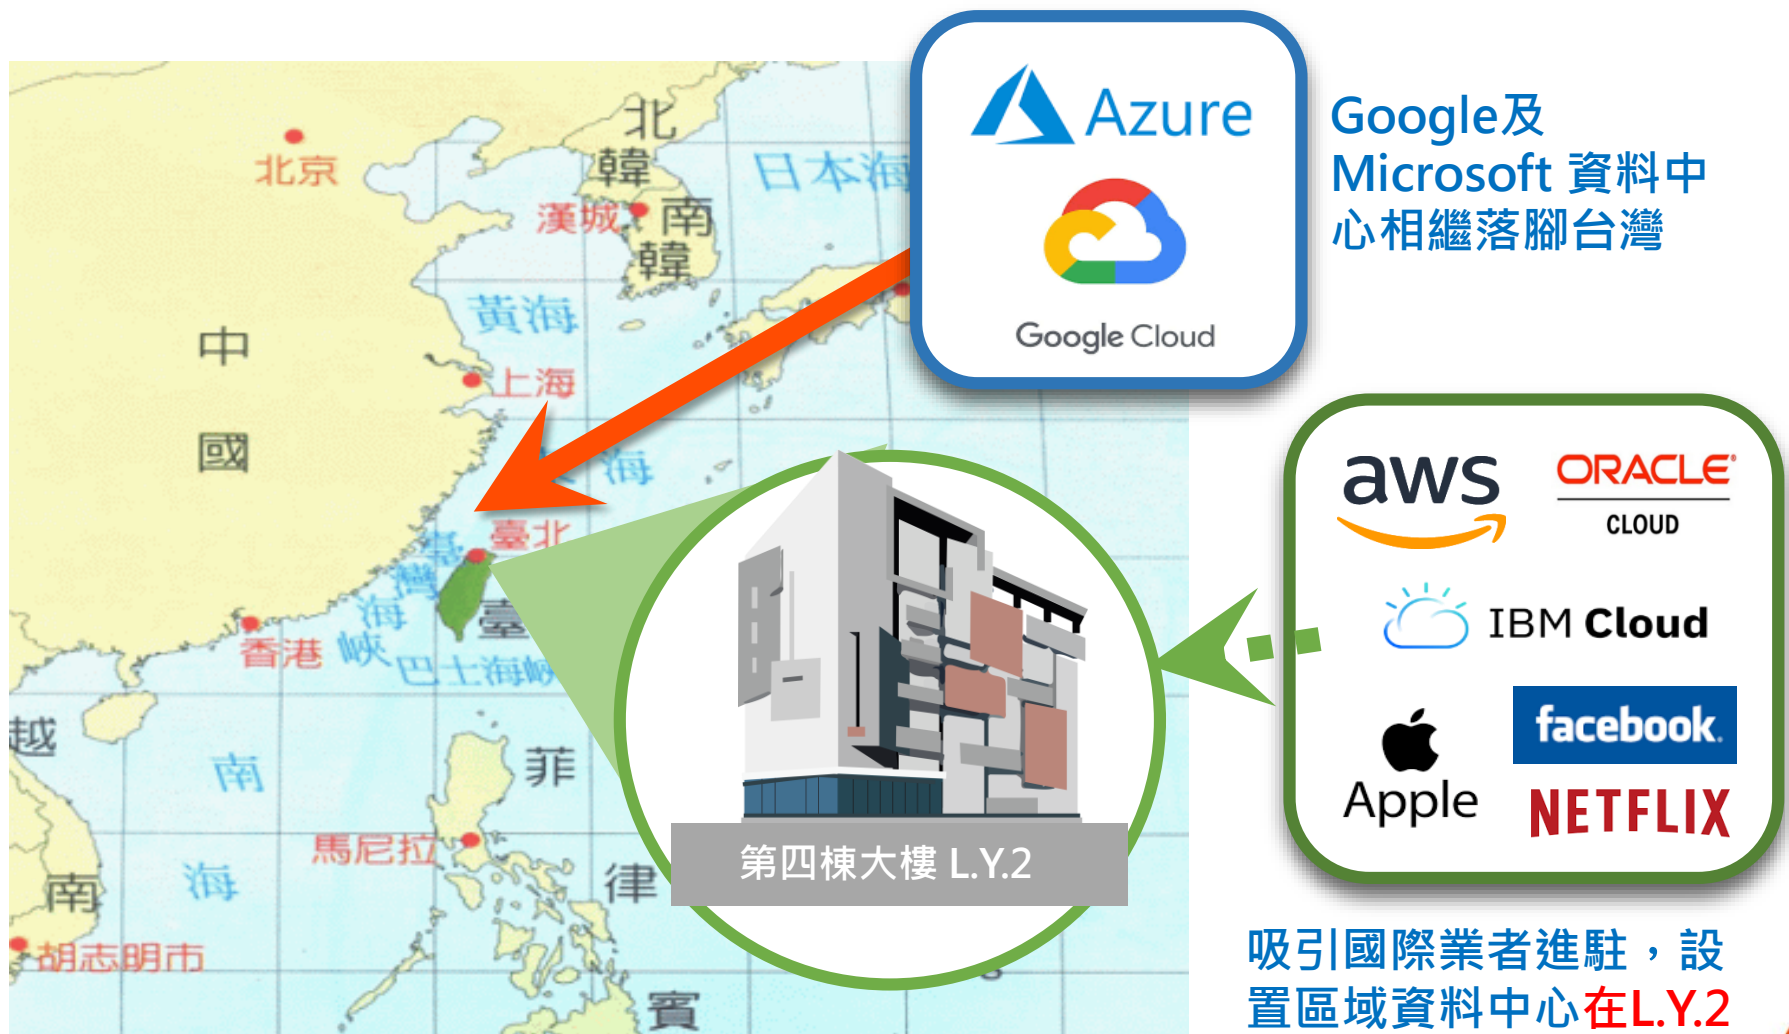 Azure
Google Cloud
Google及
Microsoft 資料中
心相繼落腳台灣
北韓
北京
日本海
漢城
南韓
黃海
中國
上海
海
臺北
臺灣海峽
臺
香港
巴士海峽
越南
南海
菲律賓
馬尼拉
胡志明市
第四棟大樓 L.Y.2
aws
ORACLE
CLOUD
IBM Cloud
Apple
facebook.
NETFLIX
吸引國際業者進駐，設
置區域資料中心在L.Y.2